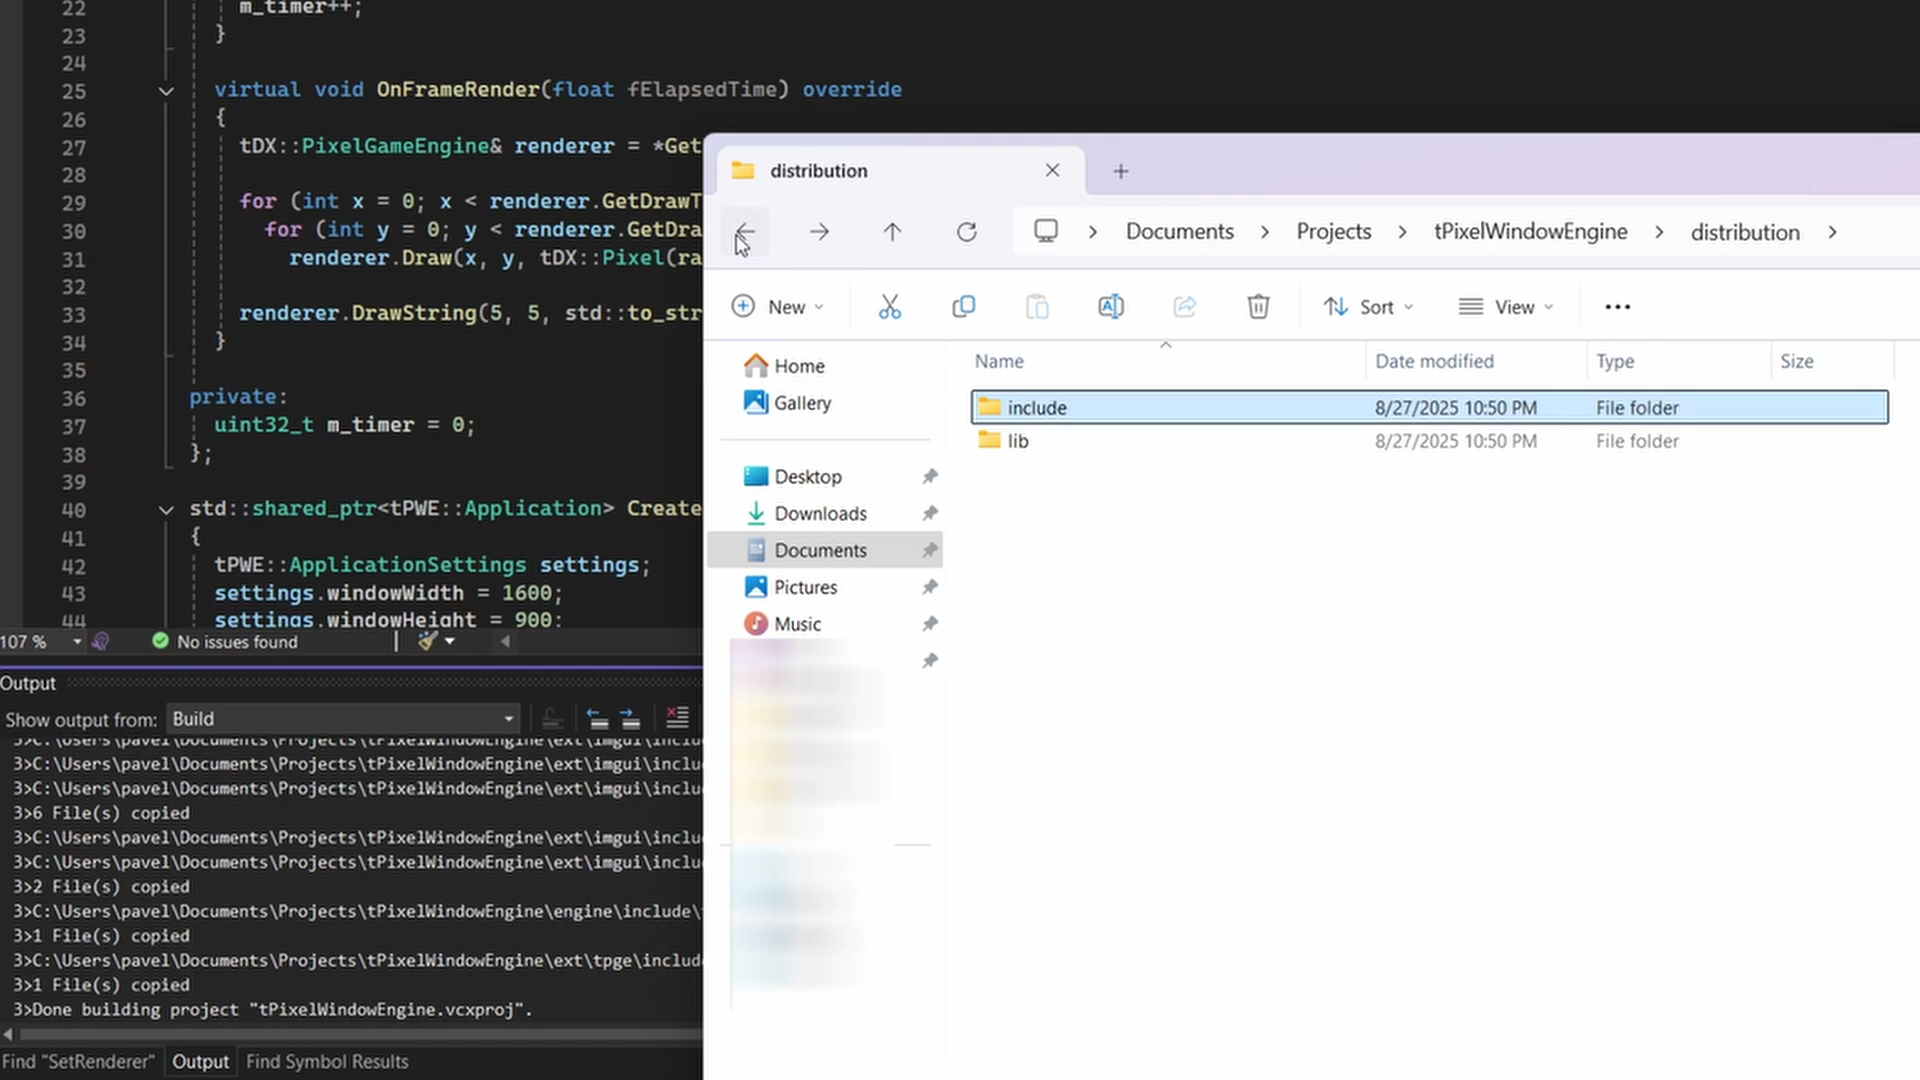 22 m_timer++;
23 }
24
25 virtual void OnFrameRender(float fElapsedTime) override
26 {
27 tDX::PixelGameEngine& renderer = *Get
28
29 for (int x = 0; x < renderer.GetDrawT
30 for (int y = 0; y < renderer.GetDra
31 renderer.Draw(x, y, tDX::Pixel(ra
32
33 renderer.DrawString(5, 5, std::to_str
34 }
35
36 private:
37 uint32_t m_timer = 0;
38 };
39
40 std::shared_ptr<tPWE::Application> Create
41 {
42 tPWE::ApplicationSettings settings;
43 settings.windowWidth = 1600;
44 settings.windowHeight = 900;
107 % No issues found
Output
Show output from: Build
3>C:\Users\pavel\Documents\Projects\tPixelWindowEngine\ext\imgui\inclu
3>C:\Users\pavel\Documents\Projects\tPixelWindowEngine\ext\imgui\inclu
3>C:\Users\pavel\Documents\Projects\tPixelWindowEngine\ext\imgui\inclu
3>6 File(s) copied
3>C:\Users\pavel\Documents\Projects\tPixelWindowEngine\ext\imgui\inclu
3>C:\Users\pavel\Documents\Projects\tPixelWindowEngine\ext\imgui\inclu
3>2 File(s) copied
3>C:\Users\pavel\Documents\Projects\tPixelWindowEngine\engine\include\
3>1 File(s) copied
3>C:\Users\pavel\Documents\Projects\tPixelWindowEngine\ext\tpge\includ
3>1 File(s) copied
3>Done building project "tPixelWindowEngine.vcxproj".
Find "SetRenderer" Output Find Symbol Results
distribution
Documents > Projects > tPixelWindowEngine > distribution >
New Sort View
Home
Gallery
Desktop
Downloads
Documents
Pictures
Music
Name Date modified Type Size
include 8/27/2025 10:50 PM File folder
lib 8/27/2025 10:50 PM File folder